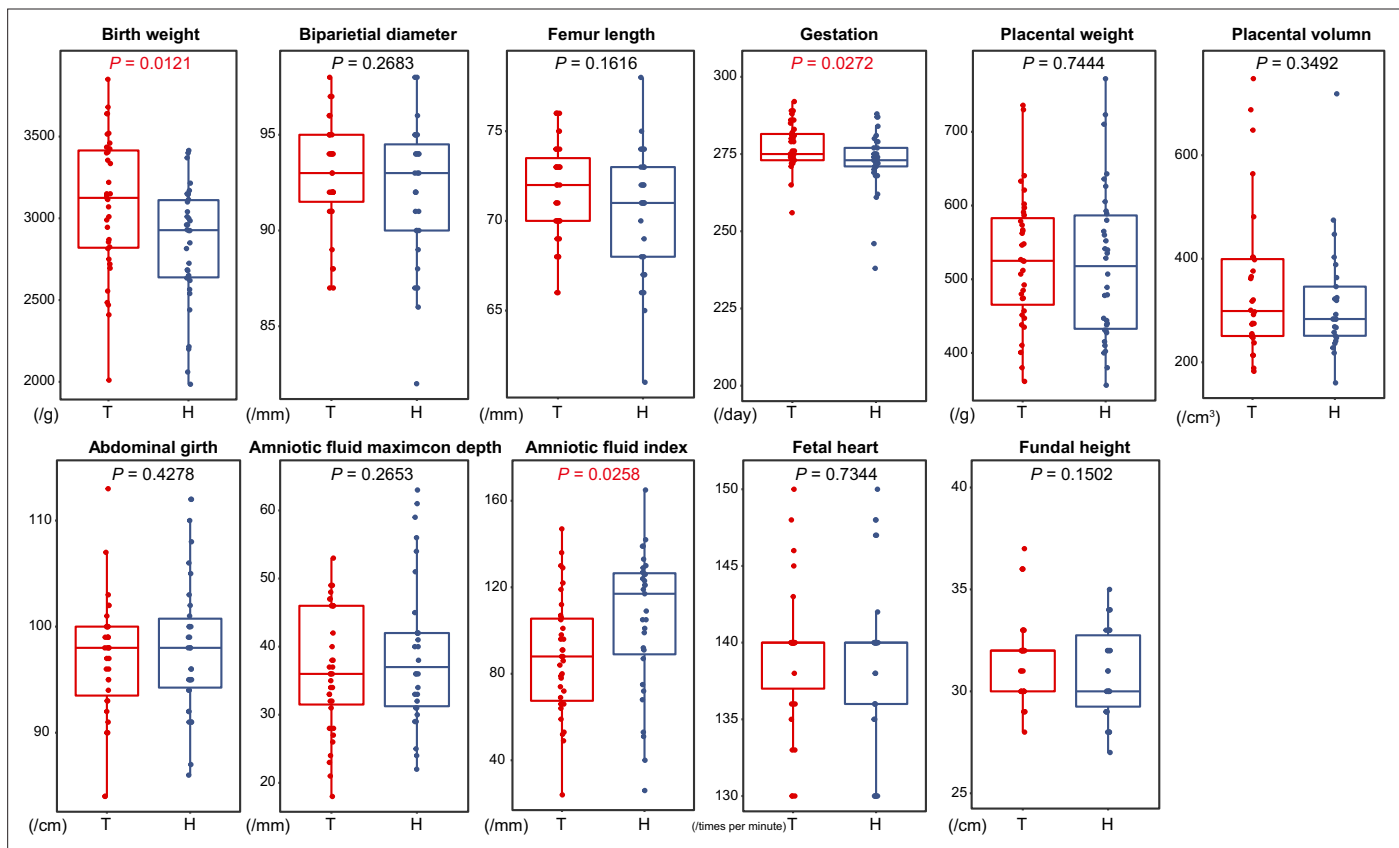 Birth weight Biparietial diameter Femur length Gestation Placental weight Placental volumn
P = 0.0121 P = 0.2683 P = 0.1616 P = 0.0272 P = 0.7444 P = 0.3492
3500
3000
2500
2000
(/g) T H
95
90
85
(/mm) T H
75
70
65
(/mm) T H
300
275
250
225
200
(/day) T H
700
600
500
400
(/g) T H
600
400
200
(/cm³) T H
Abdominal girth Amniotic fluid maximcon depth Amniotic fluid index Fetal heart Fundal height
P = 0.4278 P = 0.2653 P = 0.0258 P = 0.7344 P = 0.1502
110
100
90
(/cm) T H
60
50
40
30
20
(/mm) T H
160
120
80
40
(/mm) T H
150
145
140
135
130
(/times per minute) T H
40
35
30
25
(/cm) T H